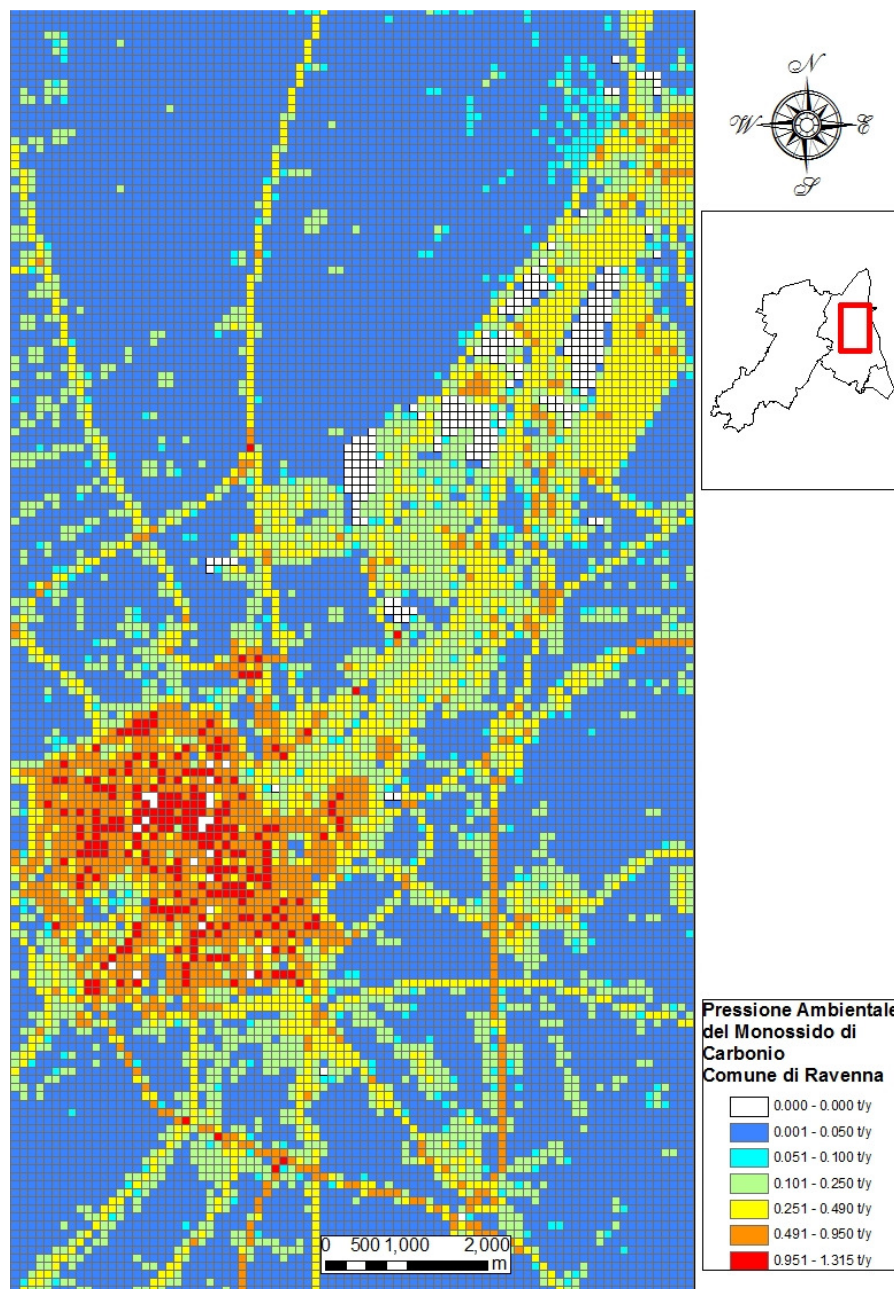 N
W E
S
Pressione Ambientale
del Monossido di
Carbonio
Comune di Ravenna
0.000 - 0.000 t/y
0.001 - 0.050 t/y
0.051 - 0.100 t/y
0.101 - 0.250 t/y
0.251 - 0.490 t/y
0.491 - 0.950 t/y
0.951 - 1.315 t/y
0 500 1,000 2,000
m